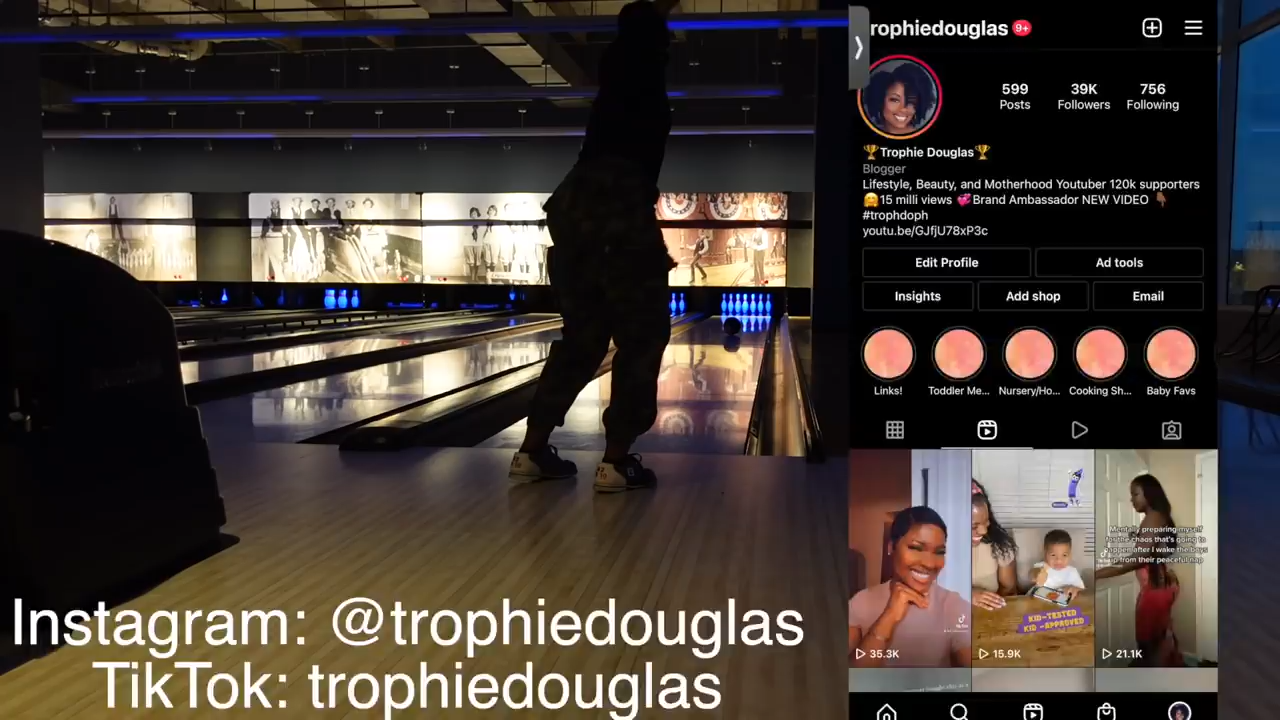 rophiedouglas 9+
599
39K
756
Posts
Followers
Following
🏆Trophie Douglas🏆
Blogger
Lifestyle, Beauty, and Motherhood Youtuber 120k supporters
🤗15 milli views 💞Brand Ambassador NEW VIDEO 👇🏾
#trophdoph
youtu.be/GJfjU78xP3c
Edit Profile
Ad tools
Insights
Add shop
Email
Links!
Toddler Me...
Nursery/Ho...
Cooking Sh...
Baby Favs
Mentally preparing myself
for the chaos that's going to
happen after I wake the boys
up from their peaceful nap
KID-TESTED
KID-APPROVED
35.3K
15.9K
21.1K
Instagram: @trophiedouglas
TikTok: trophiedouglas